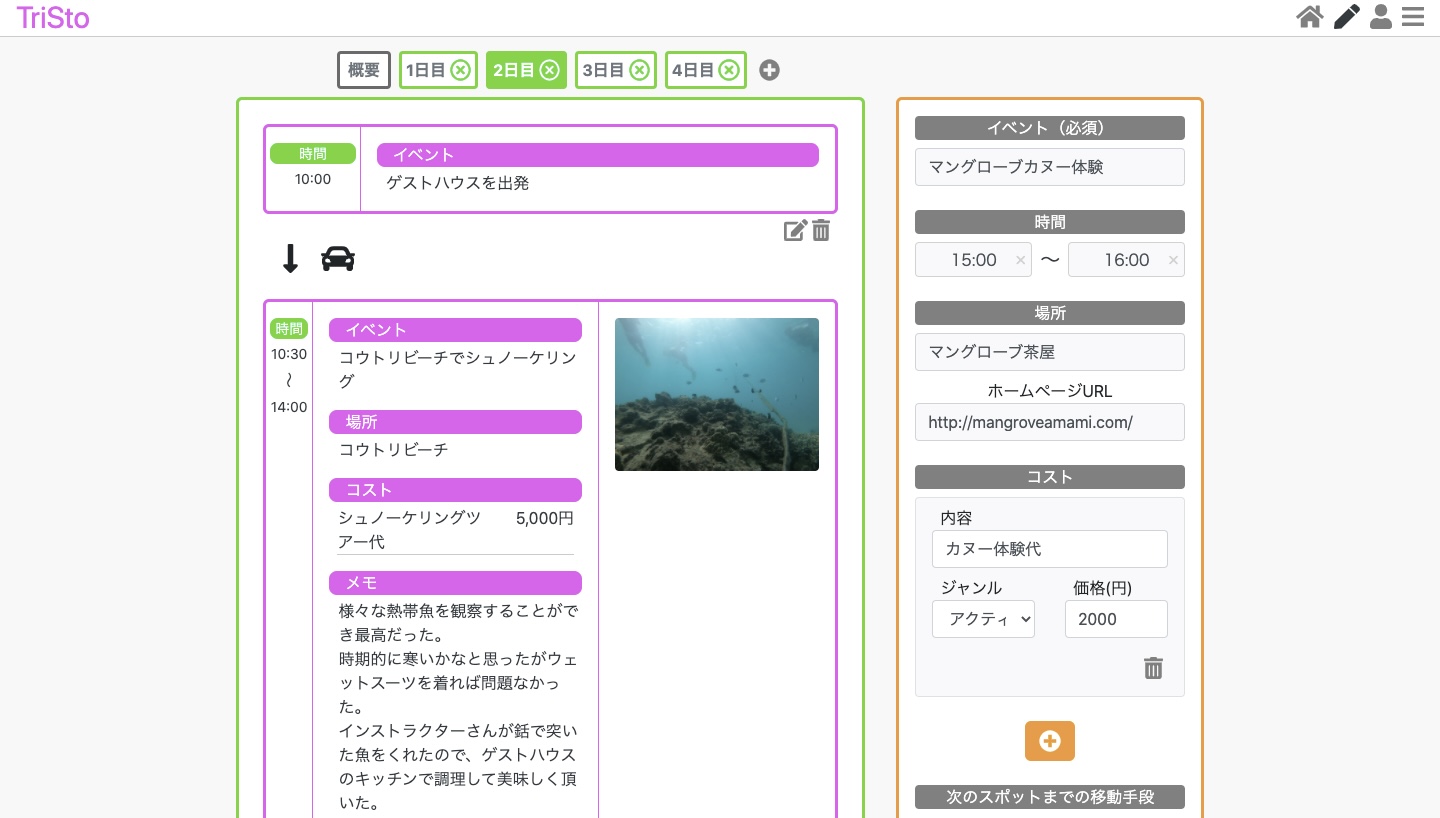 TriSto
概要
1日目
2日目
3日目
4日目
時間
10:00
イベント
ゲストハウスを出発
時間
10:30
〜
14:00
イベント
コウトリビーチでシュノーケリン
グ
場所
コウトリビーチ
コスト
シュノーケリングツ 5,000円
アー代
メモ
様々な熱帯魚を観察することがで
き最高だった。
時期的に寒いかなと思ったがウェ
ットスーツを着れば問題なかっ
た。
インストラクターさんが銛で突い
た魚をくれたので、ゲストハウス
のキッチンで調理して美味しく頂
いた。
イベント（必須）
マングローブカヌー体験
時間
15:00 × 〜 16:00 ×
場所
マングローブ茶屋
ホームページURL
http://mangroveamami.com/
コスト
内容
カヌー体験代
ジャンル 価格(円)
アクティ 2000
次のスポットまでの移動手段